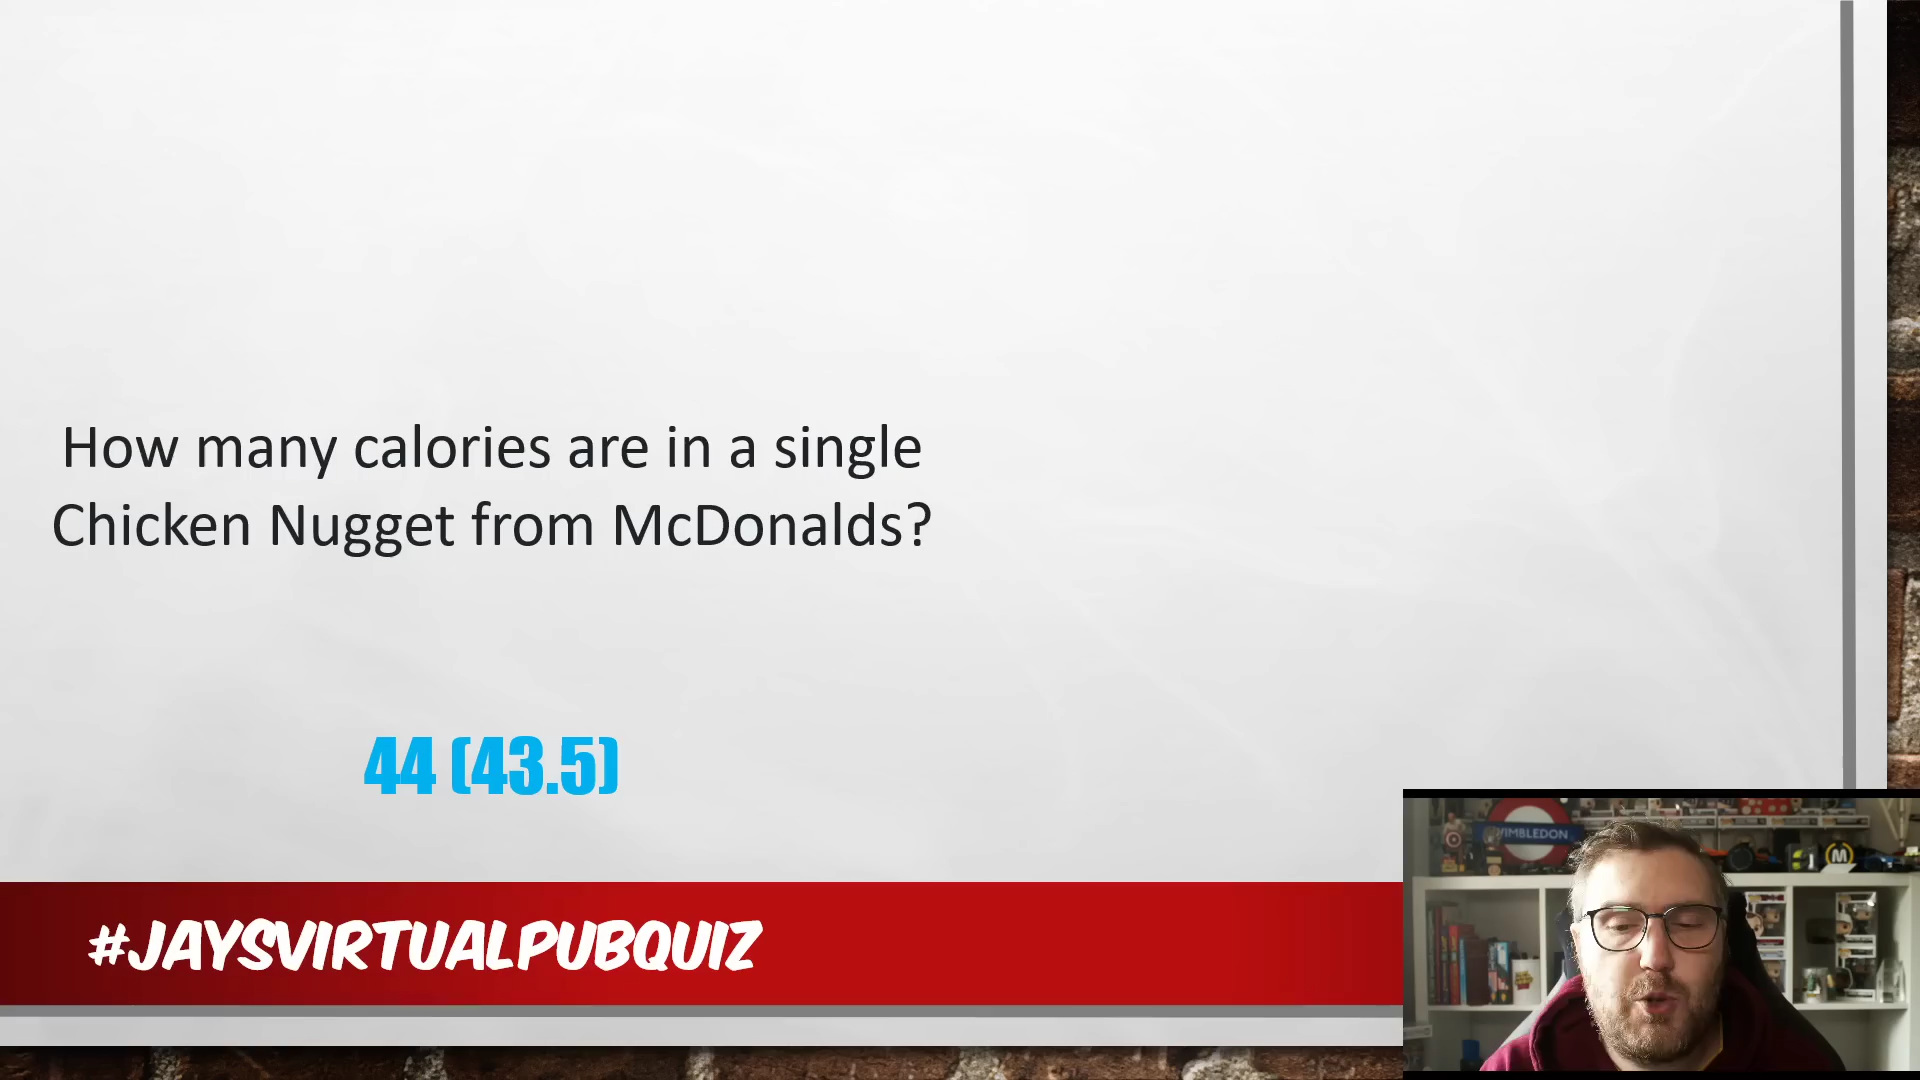 How many calories are in a single
Chicken Nugget from McDonalds?
44 (43.5)
#JAYSVIRTUALPUBQUIZ
WIMBLEDON
M